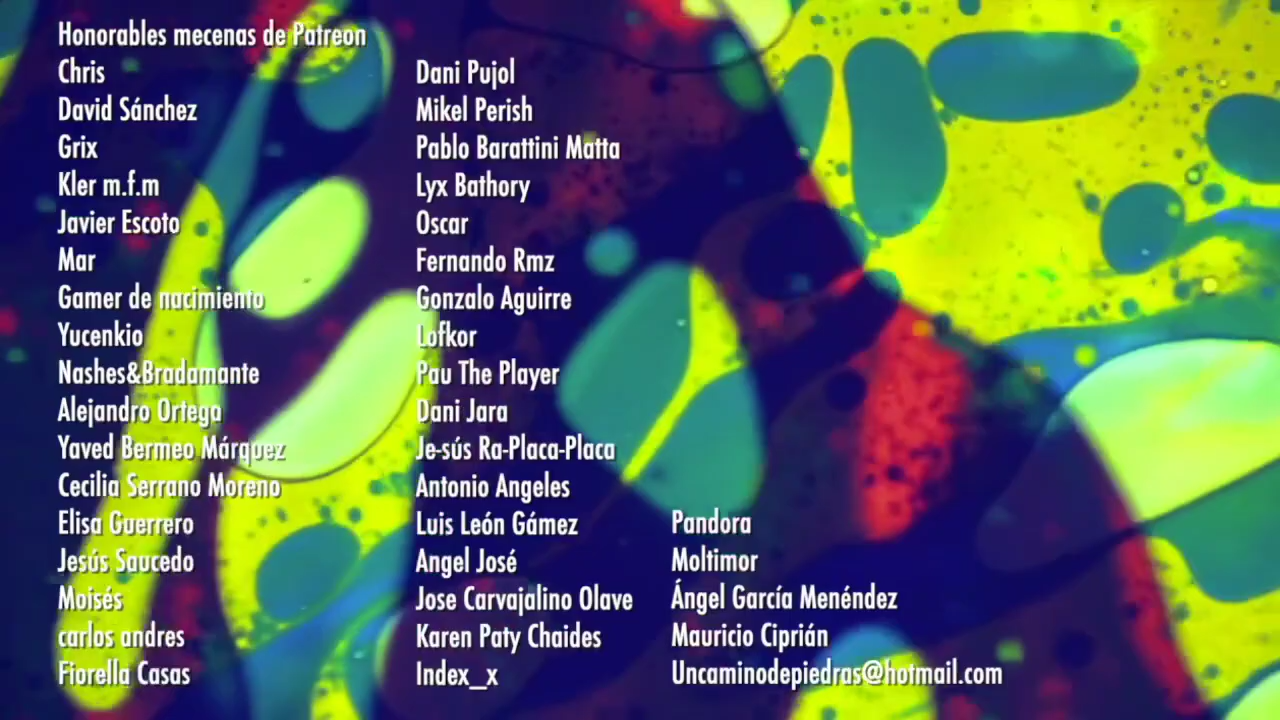 Honorables mecenas de Patreon
Chris
David Sánchez
Grix
Kler m.f.m
Javier Escoto
Mar
Gamer de nacimiento
Yucenkio
Nashes&Bradamante
Alejandro Ortega
Yaved Bermeo Márquez
Cecilia Serrano Moreno
Elisa Guerrero
Jesús Saucedo
Moisés
carlos andres
Fiorella Casas
Dani Pujol
Mikel Perish
Pablo Barattini Matta
Lyx Bathory
Oscar
Fernando Rmz
Gonzalo Aguirre
Lofkor
Pau The Player
Dani Jara
Je-sús Ra-Placa-Placa
Antonio Angeles
Luis León Gámez
Angel José
Jose Carvajalino Olave
Karen Paty Chaides
Index_x
Pandora
Moltimor
Ángel García Menéndez
Mauricio Ciprián
Uncaminodepiedras@hotmail.com